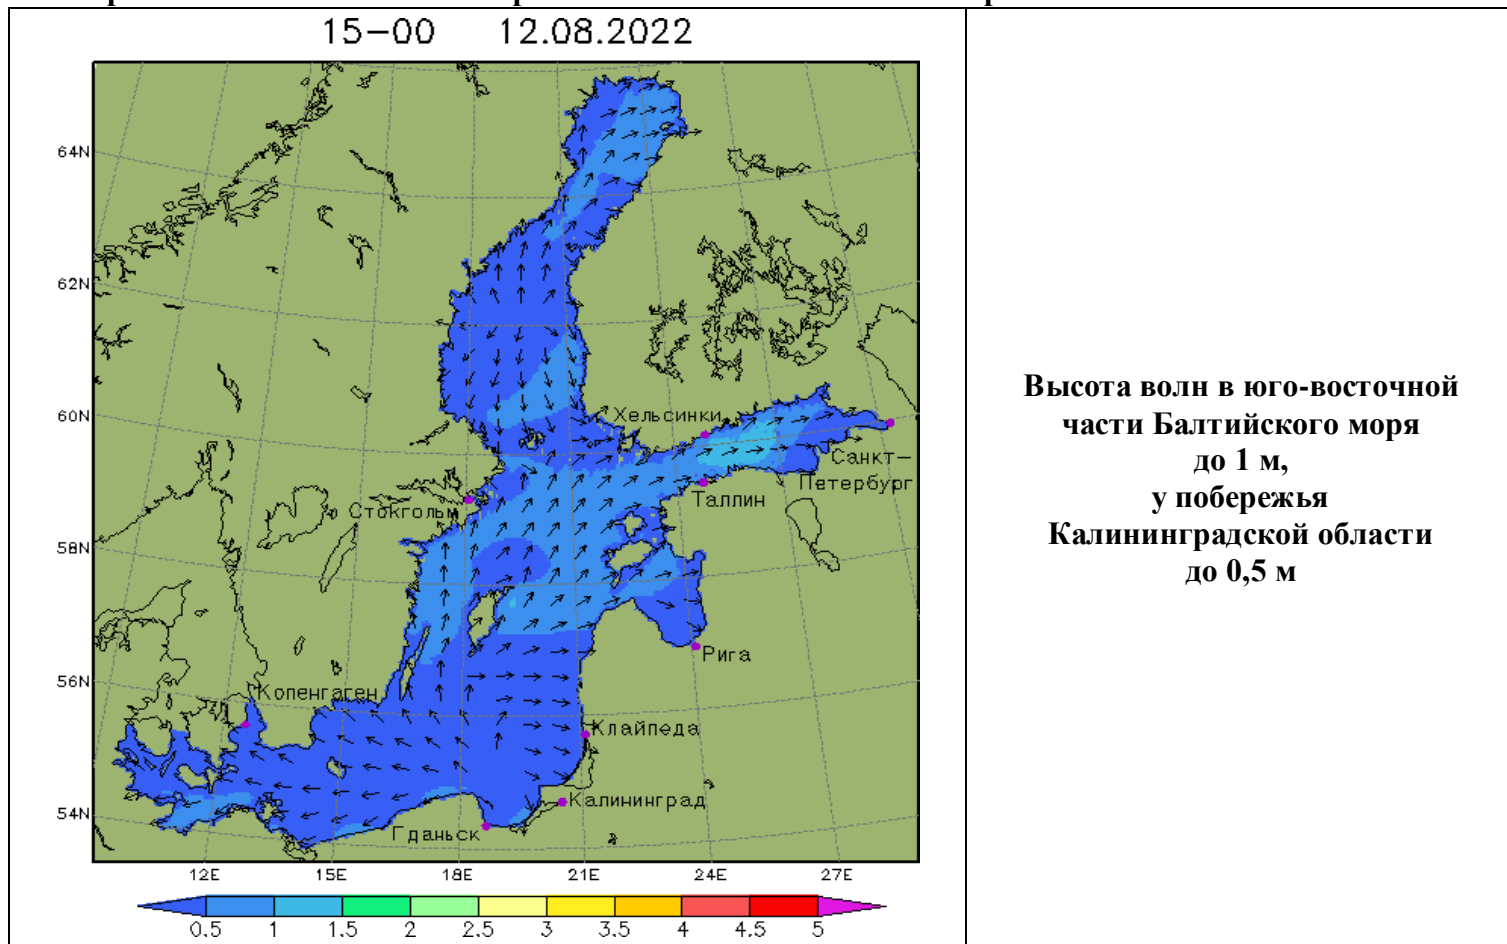 15-00 12.08.2022
64N
62N
60N
58N
56N
54N
Хельсинки
Санкт-
Петербург
Таллин
Стокгольм
Рига
Копенгаген
Клайпеда
Калининград
Гданьск
12E 15E 18E 21E 24E 27E
0.5 1 1.5 2 2.5 3 3.5 4 4.5 5
Высота волн в юго-восточной
части Балтийского моря
до 1 м,
у побережья
Калининградской области
до 0,5 м